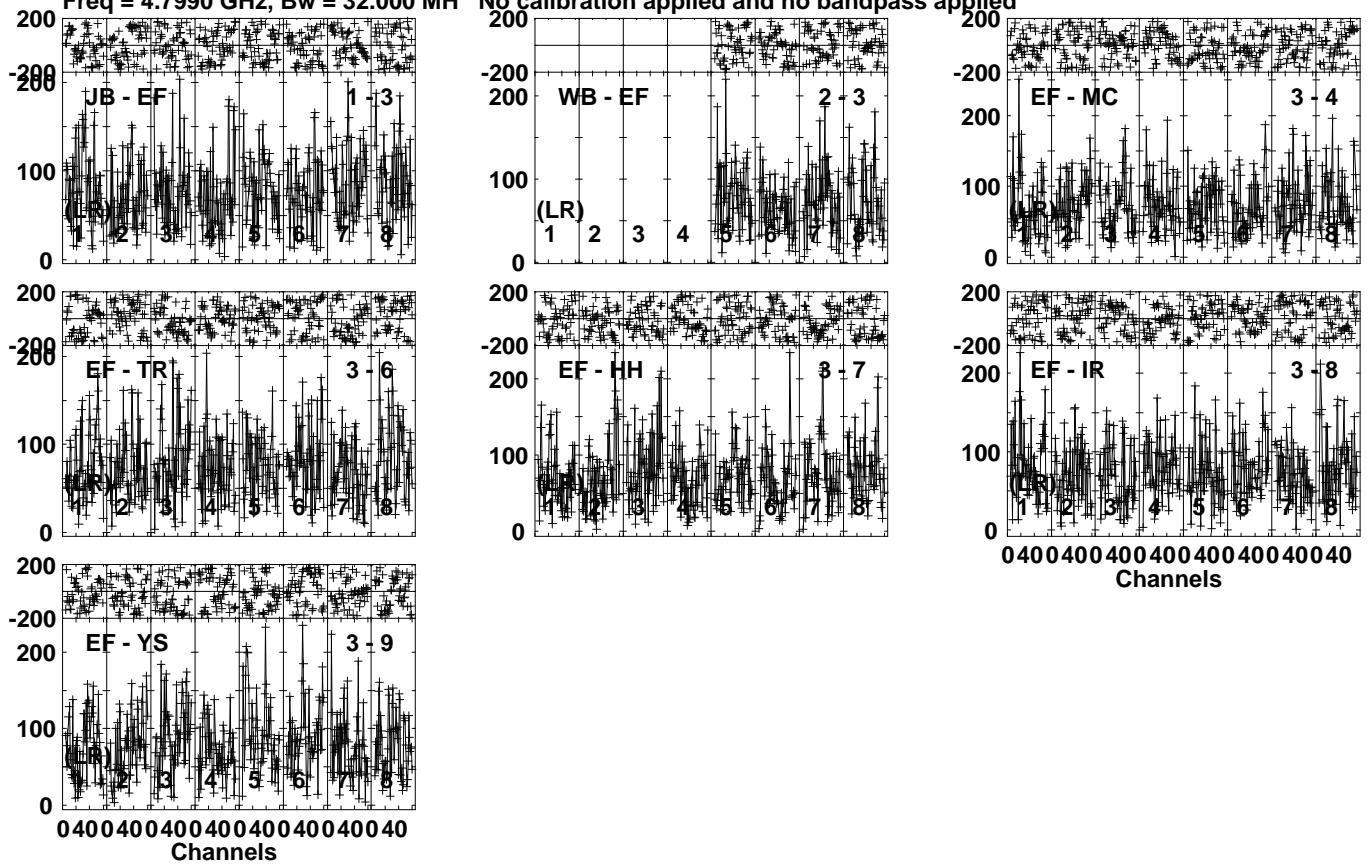 Freq = 4.7990 GHz, Bw = 32.000 MH No calibration applied and no bandpass applied
200 200 200
-200 -200 -200
200 JB - EF 1 - 3 200 WB - EF 2 - 3 200 EF - MC 3 - 4
100 100 100
(LR) (LR) (LR)
1 2 3 4 5 6 7 8 1 2 3 4 5 6 7 8 1 2 3 4 5 6 7 8
0 0 0
200 200 200
-200 -200 -200
200 EF - TR 3 - 6 200 EF - HH 3 - 7 200 EF - IR 3 - 8
100 100 100
(LR) (LR) (LR)
1 2 3 4 5 6 7 8 1 2 3 4 5 6 7 8 1 2 3 4 5 6 7 8
0 0 0
0 40 0 40 0 40 0 40 0 40 0 40 0 40 0 40
Channels
200
-200
200 EF - YS 3 - 9
100
(LR)
1 2 3 4 5 6 7 8
0
0 40 0 40 0 40 0 40 0 40 0 40 0 40 0 40
Channels